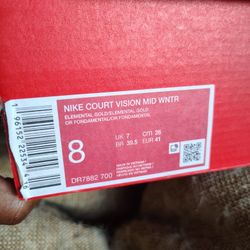 NIKE COURT VISION MID WNTR
ELEMENTAL GOLD/ELEMENTAL GOLD
OR FONDAMENTAL/OR FONDAMENTAL
8
UK 7
CM 26
BR 39.5
EUR 41
DR7882 700